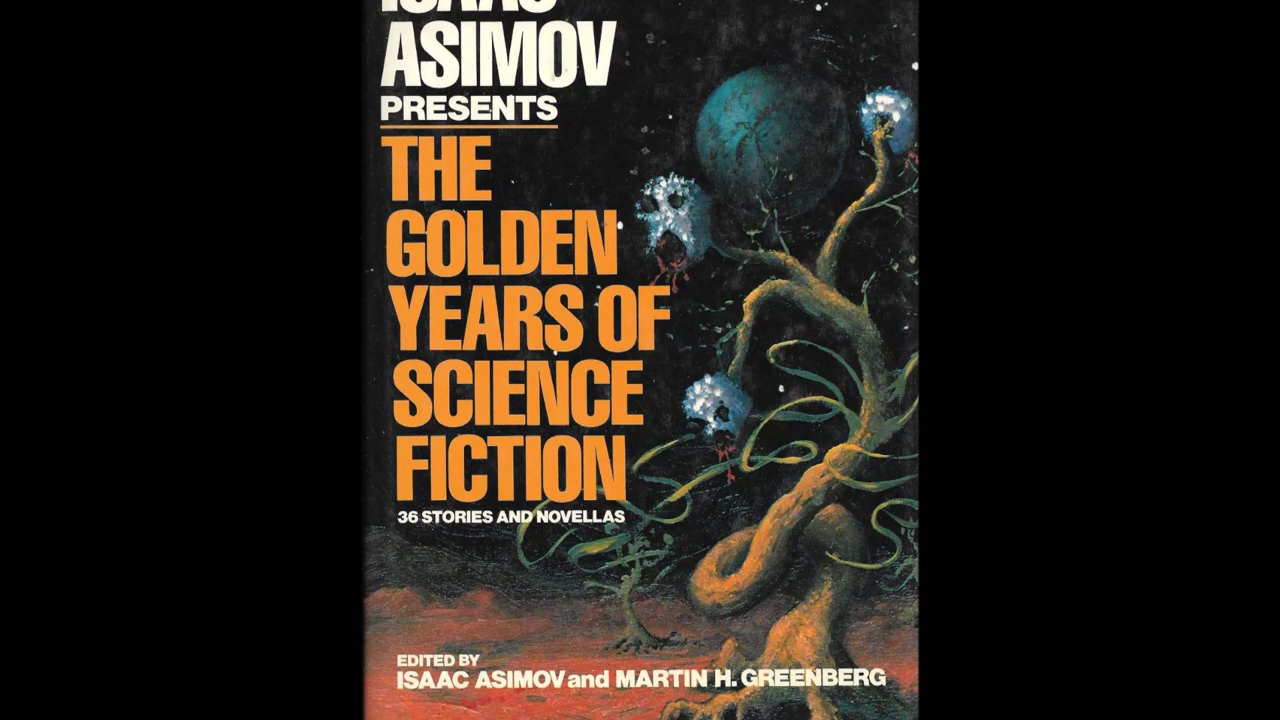 ISAAC
ASIMOV
PRESENTS
THE
GOLDEN
YEARS OF
SCIENCE
FICTION
36 STORIES AND NOVELLAS
EDITED BY
ISAAC ASIMOV and MARTIN H. GREENBERG